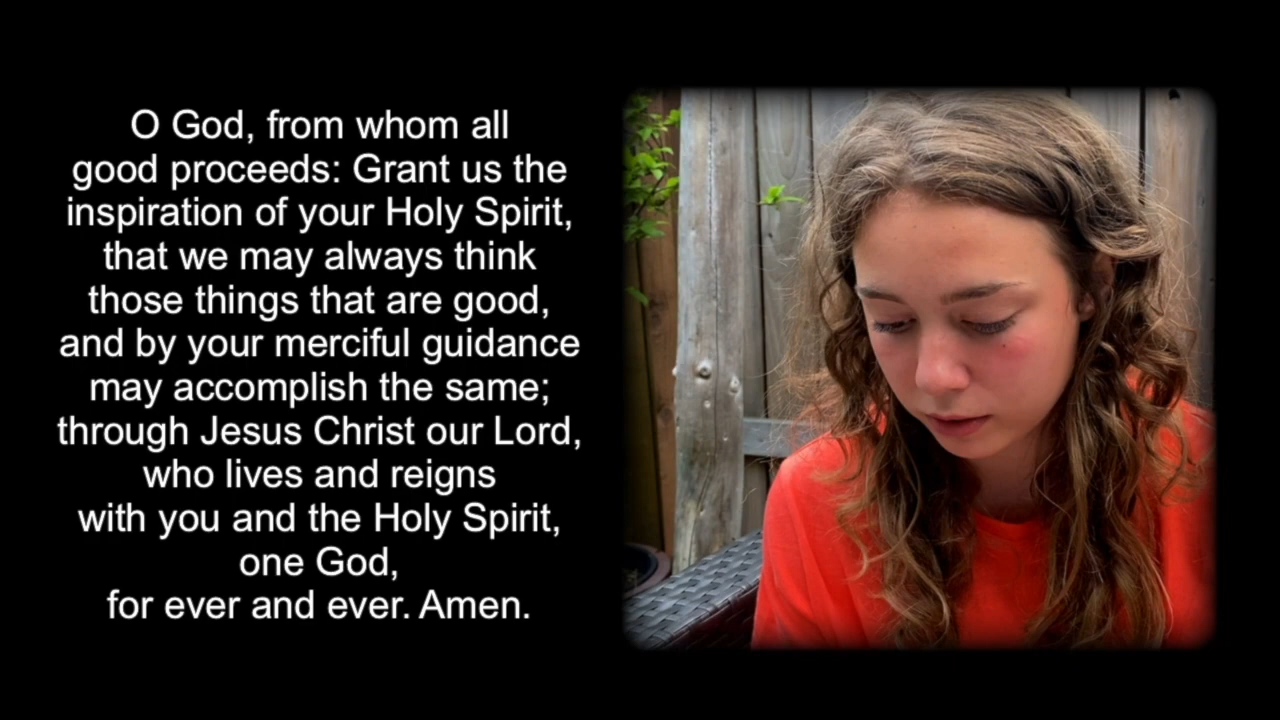 O God, from whom all
good proceeds: Grant us the
inspiration of your Holy Spirit,
that we may always think
those things that are good,
and by your merciful guidance
may accomplish the same;
through Jesus Christ our Lord,
who lives and reigns
with you and the Holy Spirit,
one God,
for ever and ever. Amen.